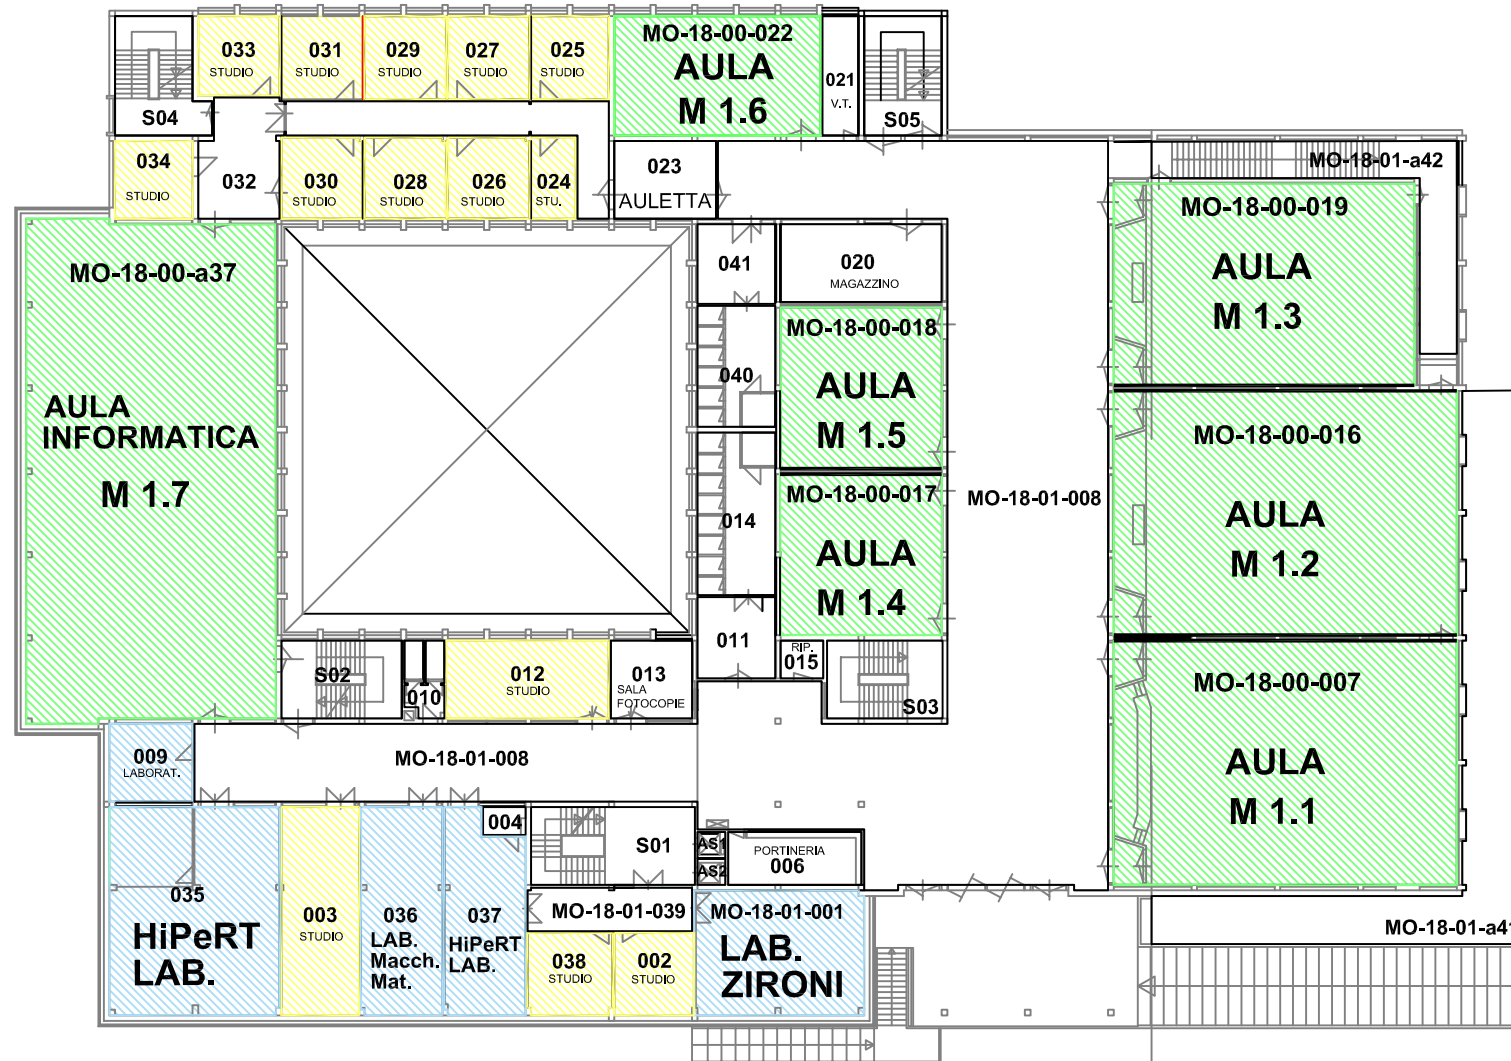 033
STUDIO
031
STUDIO
029
STUDIO
027
STUDIO
025
STUDIO
MO-18-00-022
AULA
M 1.6
021
V.T.
S04
S05
034
STUDIO
032
030
STUDIO
028
STUDIO
026
STUDIO
024
STU.
023
AULETTA
MO-18-01-a42
MO-18-00-019
AULA
M 1.3
MO-18-00-a37
AULA
INFORMATICA
M 1.7
041
020
MAGAZZINO
MO-18-00-018
AULA
M 1.5
040
MO-18-00-016
AULA
M 1.2
MO-18-00-017
AULA
M 1.4
014
MO-18-01-008
011
RIP.
015
S02
010
012
STUDIO
013
SALA
FOTOCOPIE
S03
MO-18-00-007
AULA
M 1.1
009
LABORAT.
MO-18-01-008
004
S01
AS1
AS2
PORTINERIA
006
035
HiPeRT
LAB.
003
STUDIO
036
LAB.
Macch.
Mat.
037
HiPeRT
LAB.
MO-18-01-039
038
STUDIO
002
STUDIO
MO-18-01-001
LAB.
ZIRONI
MO-18-01-a41